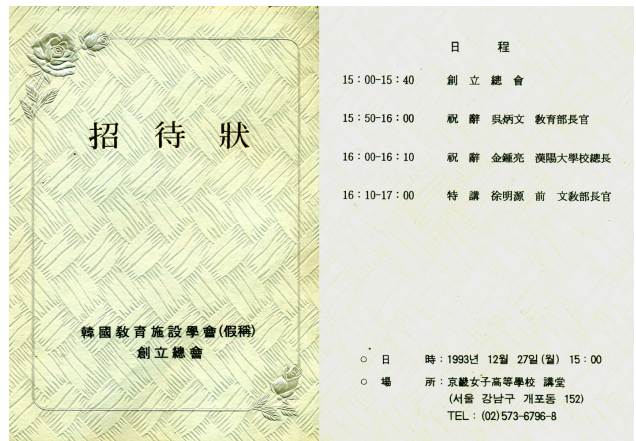 招待狀
韓國敎育施設學會(假稱)
創立總會
日 程
15：00-15：40 創立總會
15：50-16：00 祝辭 吳炳文 敎育部長官
16：00-16：10 祝辭 金鍾亮 漢陽大學校總長
16：10-17：00 特講 徐明源 前 文敎部長官
○ 日 時：1993년 12월 27일(월) 15：00
○ 場 所：京畿女子高等學校 講堂
(서울 강남구 개포동 152)
TEL：(02)573-6796-8